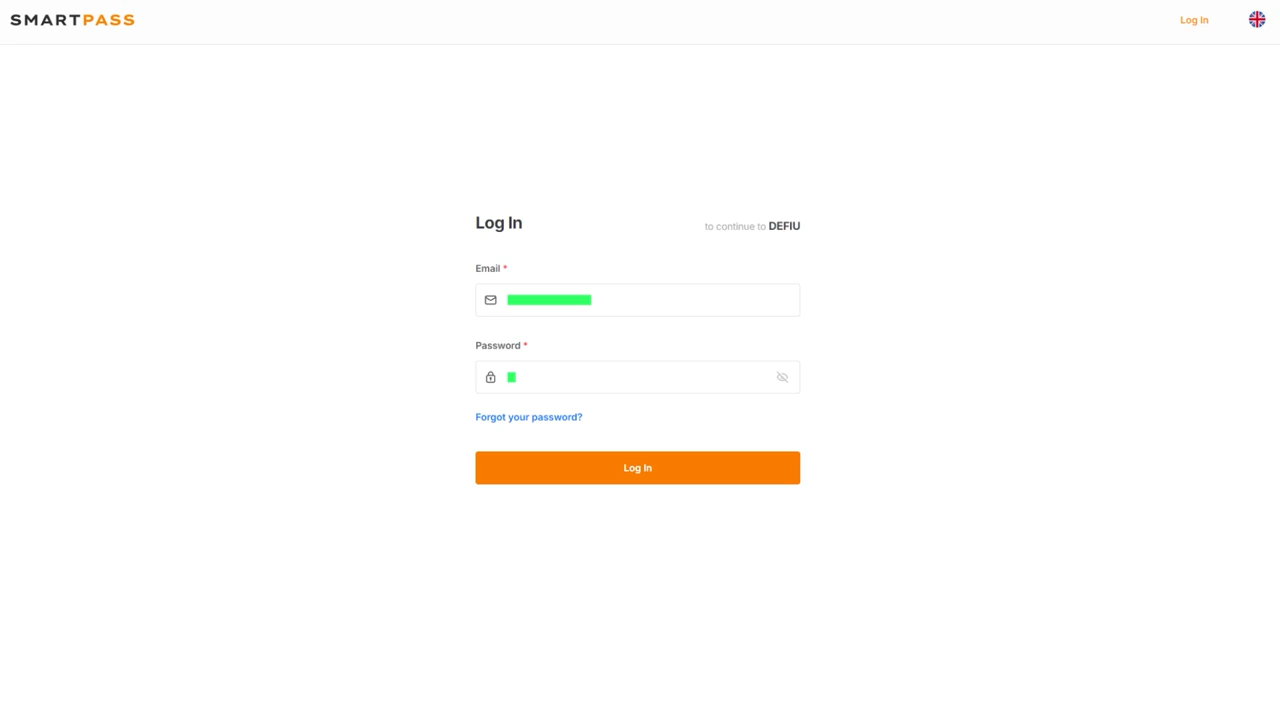 SMARTPASS
Log In
Log In
to continue to DEFIU
Email *
Password *
Forgot your password?
Log In